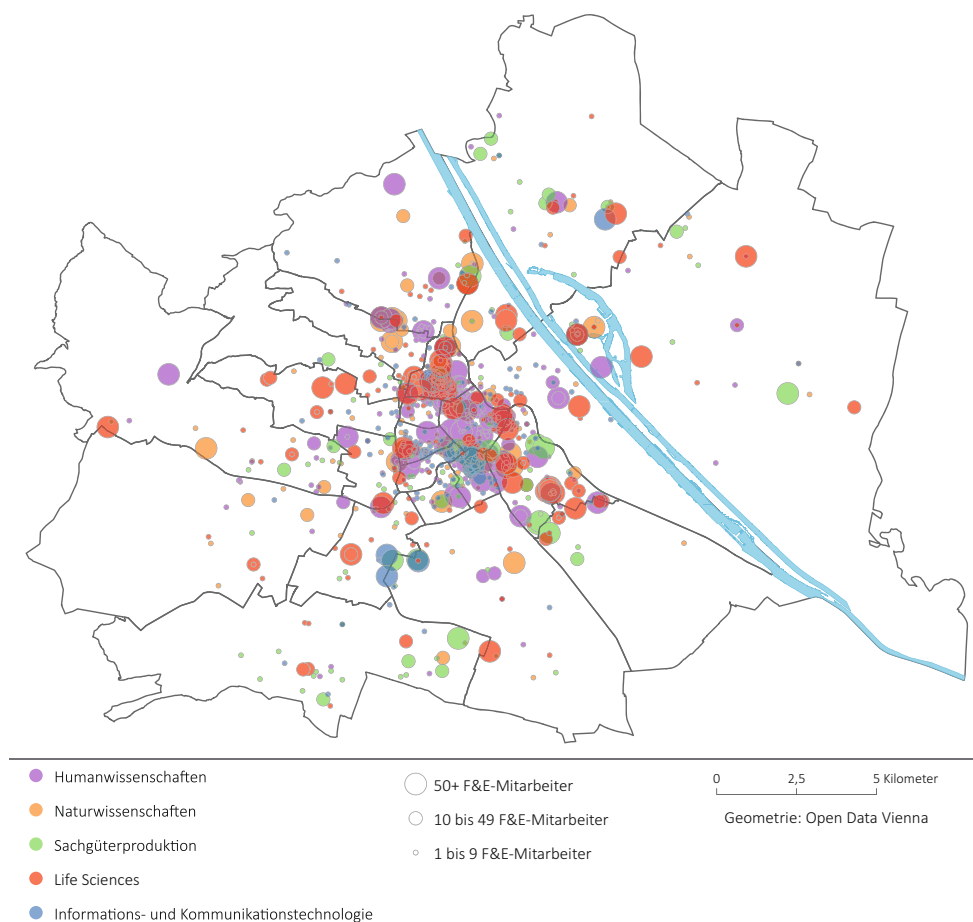 Humanwissenschaften
Naturwissenschaften
Sachgüterproduktion
Life Sciences
Informations- und Kommunikationstechnologie
50+ F&E-Mitarbeiter
10 bis 49 F&E-Mitarbeiter
1 bis 9 F&E-Mitarbeiter
0 2,5 5 Kilometer
Geometrie: Open Data Vienna